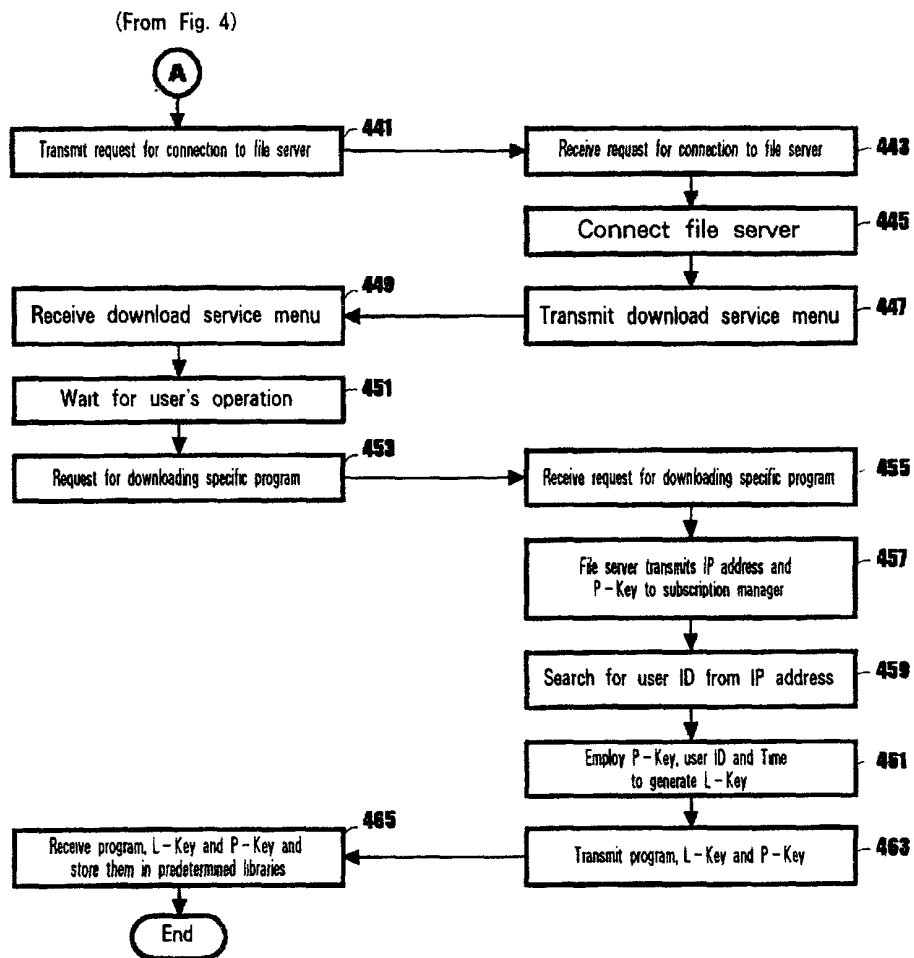 (From Fig. 4)
A
441
Transmit request for connection to file server
443
Receive request for connection to file server
445
Connect file server
447
Transmit download service menu
449
Receive download service menu
451
Wait for user's operation
453
Request for downloading specific program
455
Receive request for downloading specific program
457
File server transmits IP address and
P-Key to subscription manager
459
Search for user ID from IP address
461
Employ P-Key, user ID and Time
to generate L-Key
463
Transmit program, L-Key and P-Key
465
Receive program, L-Key and P-Key and
store them in predetermined libraries
End